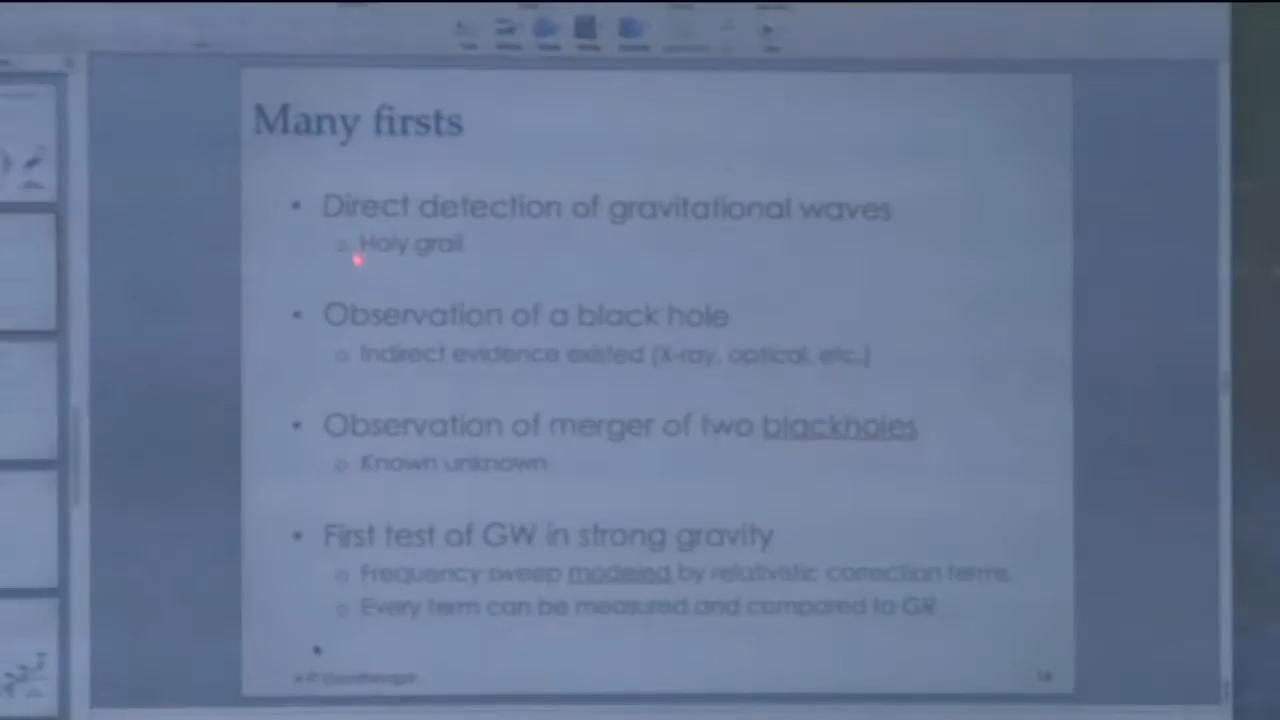 Many firsts
• Direct detection of gravitational waves
o Holy grail
• Observation of a black hole
o Indirect evidence existed (X-ray, optical, etc.)
• Observation of merger of two blackholes
o Known unknown
• First test of GW in strong gravity
o Frequency sweep modeled by relativistic correction terms.
o Every term can be measured and compared to GR